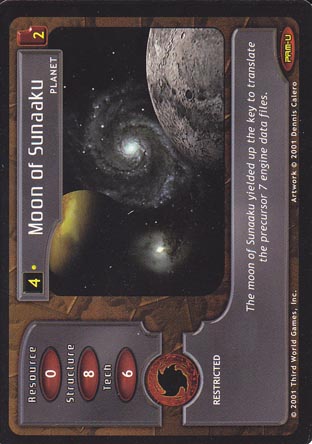 2
Moon of Sunaaku
PLANET
4
Resource
0
Structure
8
Tech
6
RESTRICTED
The moon of Sunaaku yielded up the key to translate
the precursor 7 engine data files.
© 2001 Third World Games, Inc.
Artwork © 2001 Dennis Calero